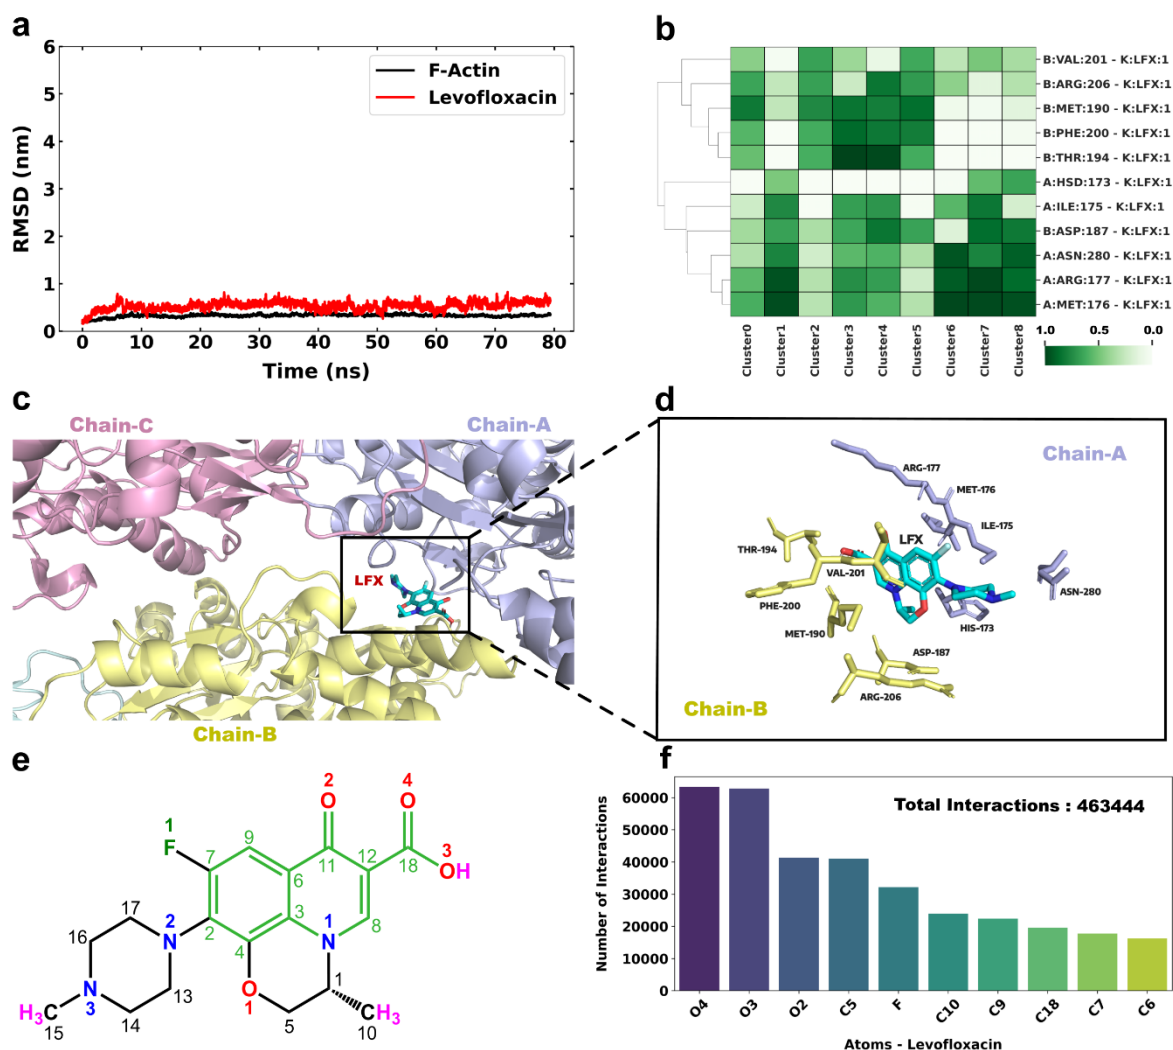 a
6
5
4
3
2
1
0
RMSD (nm)
F-Actin
Levofloxacin
0 10 20 30 40 50 60 70 80
Time (ns)
b
B:VAL:201 - K:LFX:1
B:ARG:206 - K:LFX:1
B:MET:190 - K:LFX:1
B:PHE:200 - K:LFX:1
B:THR:194 - K:LFX:1
A:HSD:173 - K:LFX:1
A:ILE:175 - K:LFX:1
B:ASP:187 - K:LFX:1
A:ASN:280 - K:LFX:1
A:ARG:177 - K:LFX:1
A:MET:176 - K:LFX:1
Cluster0
Cluster1
Cluster2
Cluster3
Cluster4
Cluster5
Cluster6
Cluster7
Cluster8
1.0 0.5 0.0
c
Chain-C
Chain-A
LFX
Chain-B
d
Chain-A
ARG-177
MET-176
ILE-175
LFX
THR-194
VAL-201
ASN-280
PHE-200
HIS-173
MET-190
ASP-187
ARG-206
Chain-B
e
2 4
O O
1
F 9 3
7 11 12 18 OH
6
17 2 3 1 8
N 2 N
16 4
H3C N 13 O 1 CH3
15 3 14 1 5 10
f
60000
50000
40000
30000
20000
10000
0
Number of Interactions
Total Interactions : 463444
O4 O3 O2 C5 F C10 C9 C18 C7 C6
Atoms - Levofloxacin